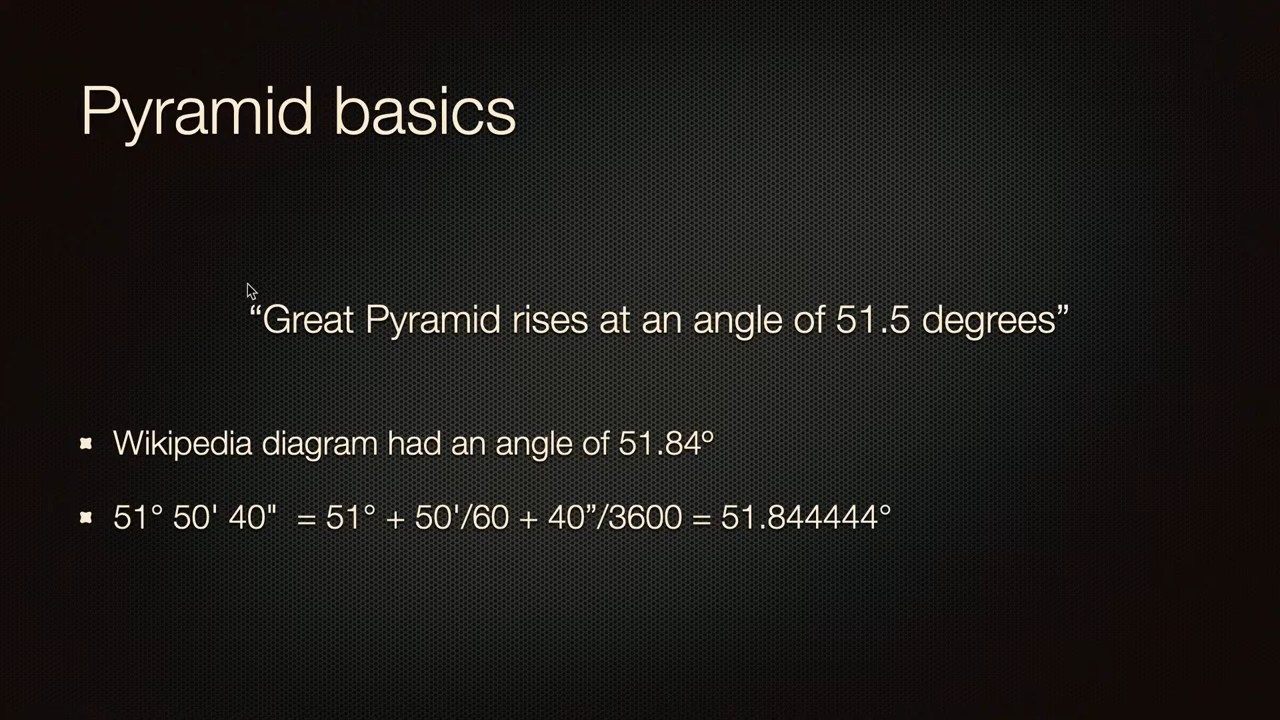 Pyramid basics
“Great Pyramid rises at an angle of 51.5 degrees”
Wikipedia diagram had an angle of 51.84º
51° 50' 40"  = 51° + 50'/60 + 40”/3600 = 51.844444°